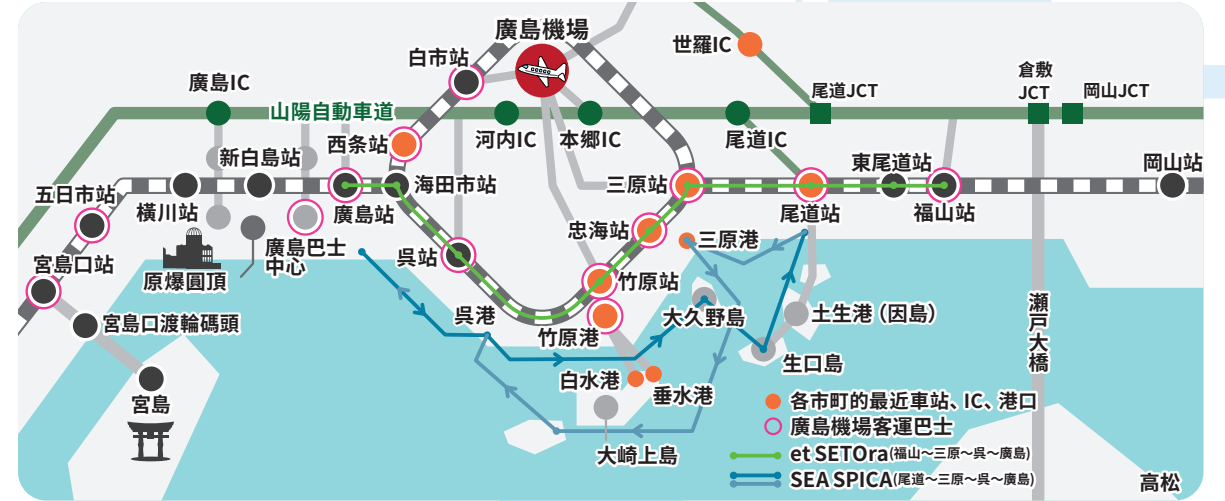 廣島機場
世羅IC
白市站
倉敷
JCT
岡山JCT
尾道JCT
廣島IC
山陽自動車道
西条站
河内IC
本郷IC
尾道IC
新白島站
東尾道站
岡山站
五日市站
海田市站
三原站
横川站
廣島站
尾道站
福山站
忠海站
三原港
廣島巴士
中心
呉站
宮島口站
原爆圓頂
竹原站
大久野島
土生港（因島）
瀬戸大橋
宮島口渡輪碼頭
呉港
竹原港
生口島
白水港
垂水港
宮島
各市町的最近車站、IC、港口
廣島機場客運巴士
大崎上島
et SETOra(福山～三原～呉～廣島)
SEA SPICA(尾道～三原～呉～廣島)
高松